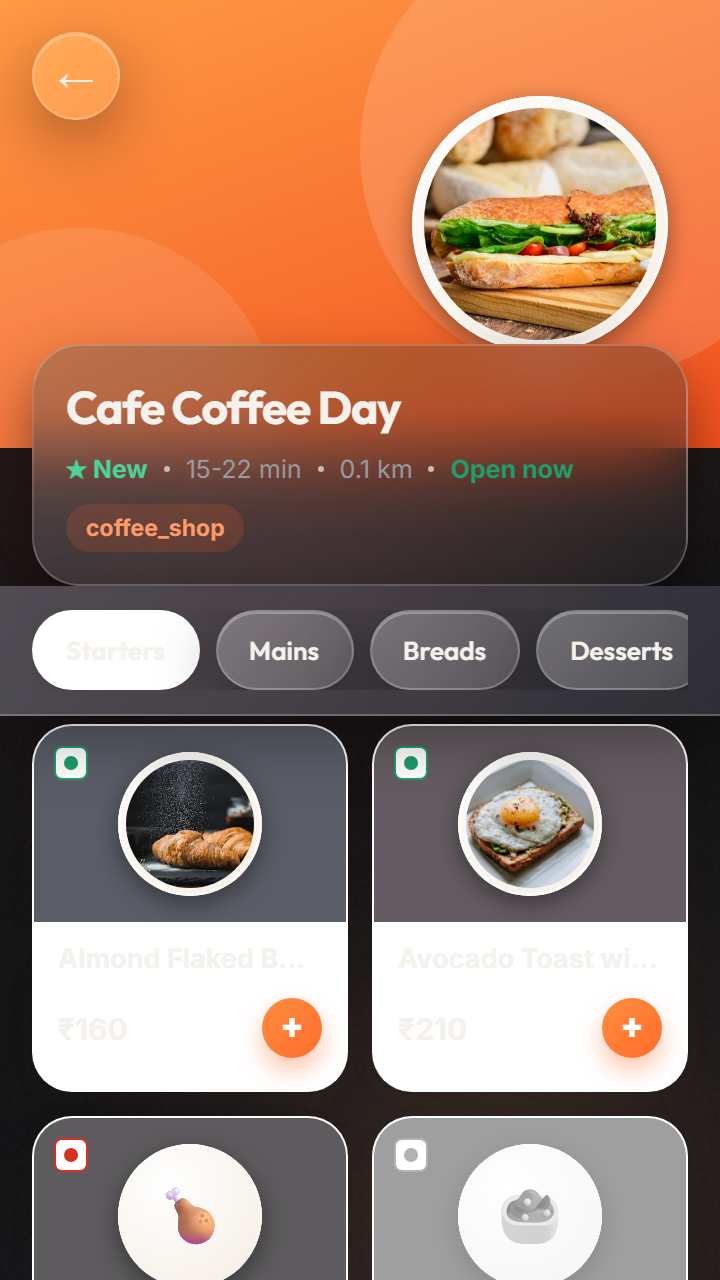 ←
Cafe Coffee Day
★ New • 15-22 min • 0.1 km • Open now
coffee_shop
Starters Mains Breads Desserts
Almond Flaked B... Avocado Toast wi...
₹160 + ₹210 +